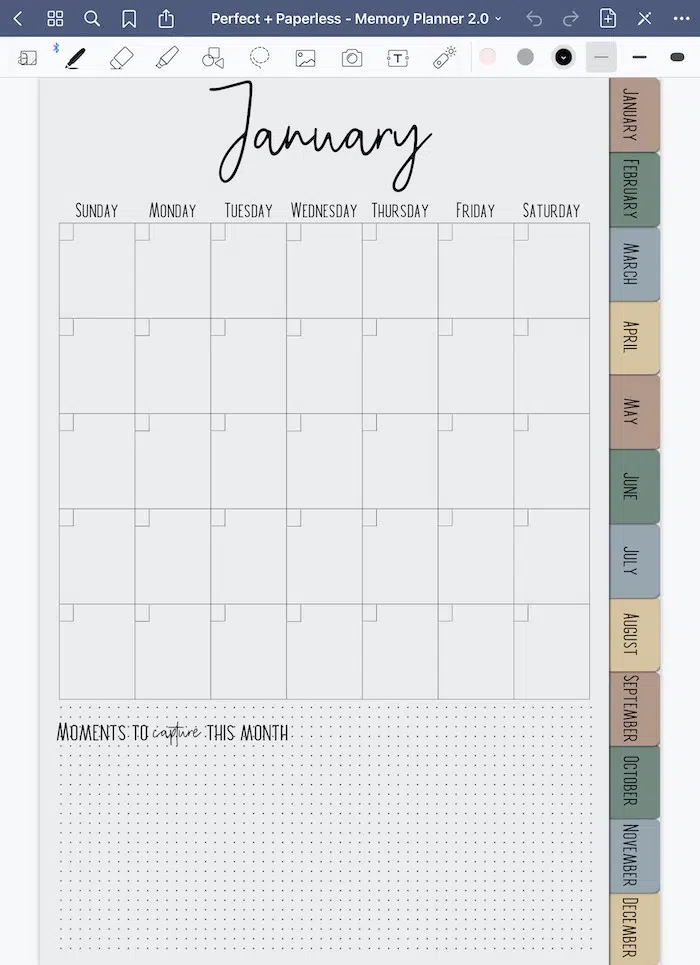 Perfect + Paperless - Memory Planner 2.0
T
January
SUNDAY MONDAY TUESDAY WEDNESDAY THURSDAY FRIDAY SATURDAY
MOMENTS TO capture THIS MONTH
JANUARY
FEBRUARY
MARCH
APRIL
MAY
JUNE
JULY
AUGUST
SEPTEMBER
OCTOBER
NOVEMBER
DECEMBER